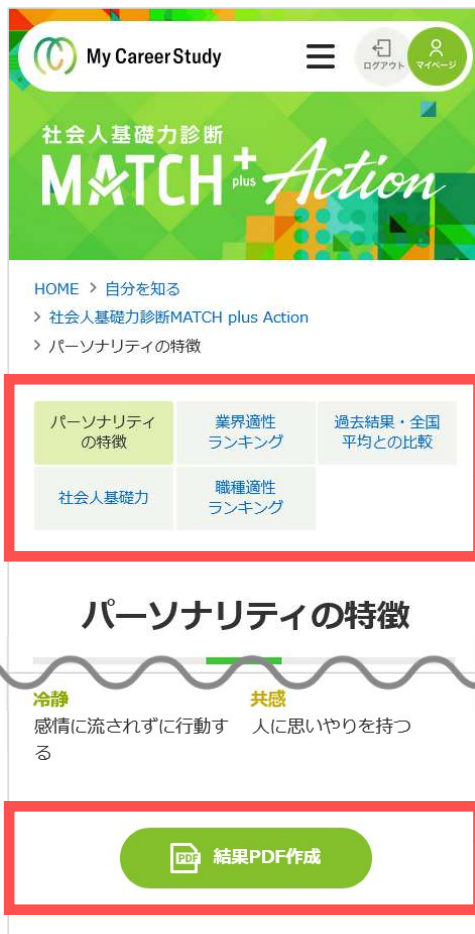 My CareerStudy
ログアウト
マイページ
社会人基礎力診断
MATCH+ plus Action
HOME > 自分を知る
> 社会人基礎力診断MATCH plus Action
> パーソナリティの特徴
パーソナリティ
の特徴
業界適性
ランキング
過去結果・全国
平均との比較
社会人基礎力
職種適性
ランキング
パーソナリティの特徴
冷静
感情に流されずに行動す
る
共感
人に思いやりを持つ
PDF
結果PDF作成